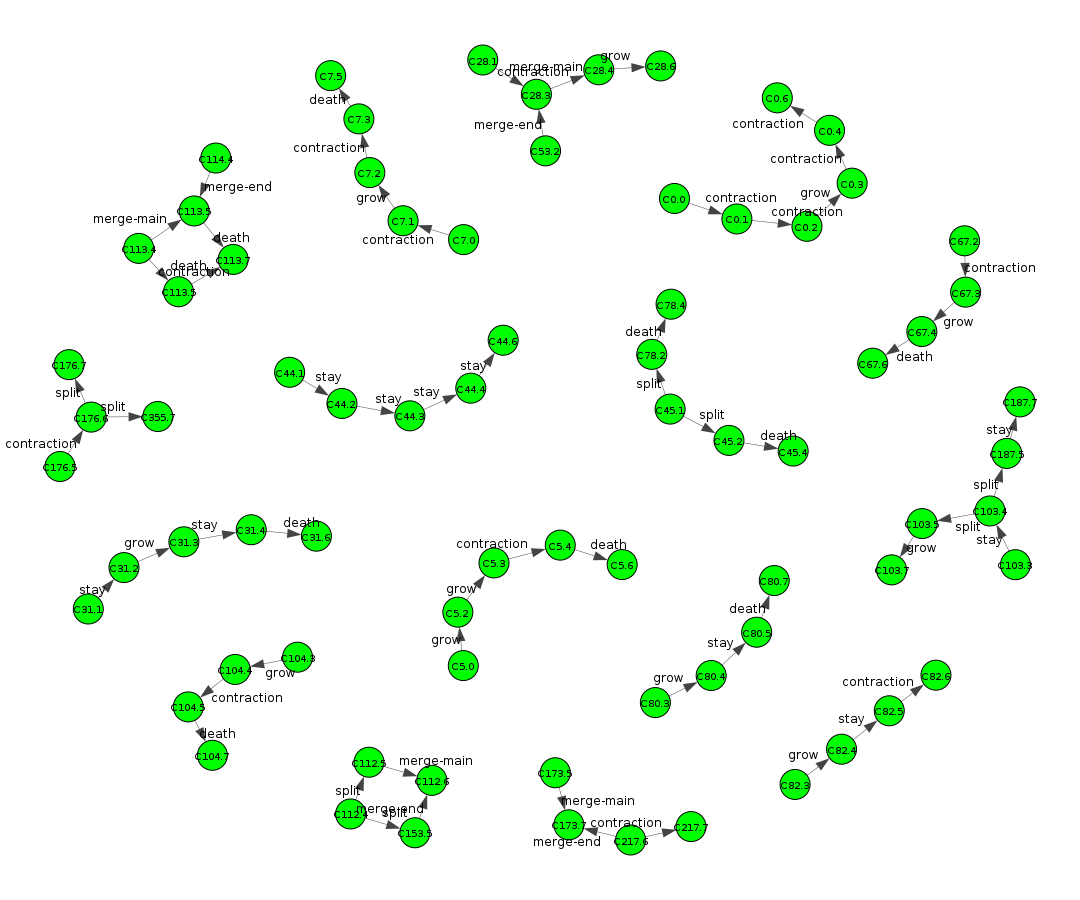 C28.1
merge-main
grow
contraction
C28.4
C28.6
C28.3
merge-end
C53.2
C7.5
death
C7.3
contraction
C7.2
grow
C7.1
contraction
C7.0
C0.6
contraction
C0.4
contraction
C0.3
grow
C0.0
contraction
C0.1
contraction
C0.2
C114.4
merge-end
C113.5
merge-main
death
C113.4
death
C113.7
contraction
C113.5
C67.2
contraction
C67.3
grow
C67.4
death
C67.6
C176.7
split
split
C176.6
C355.7
contraction
C176.5
C44.1
stay
C44.2
stay
C44.3
stay
C44.4
stay
C44.6
C78.4
death
C78.2
split
C45.1
split
C45.2
death
C45.4
C187.7
stay
C187.5
split
C103.4
split
C103.5
grow
C103.7
stay
C103.3
C31.1
stay
C31.2
grow
C31.3
stay
C31.4
death
C31.6
C5.0
grow
C5.2
grow
C5.3
contraction
C5.4
death
C5.6
C80.7
death
C80.5
stay
C80.4
grow
C80.3
C104.3
grow
C104.4
contraction
C104.5
death
C104.7
C82.6
contraction
C82.5
stay
C82.4
grow
C82.3
C112.5
merge-main
C112.6
split
merge-end
C112.4
split
C153.5
C173.5
merge-main
C173.7
contraction
C217.7
merge-end
C217.6